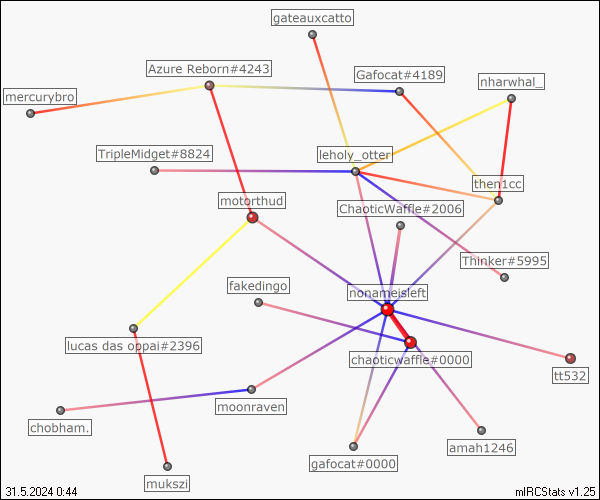 gateauxcatto
Azure Reborn#4243
Gafocat#4189
nharwhal_
mercurybro
TripleMidget#8824
leholy_otter
then1cc
motorthud
ChaoticWaffle#2006
Thinker#5995
fakedingo
nonameisleft
lucas das oppai#2396
chaoticwaffle#0000
tt532
moonraven
chobham.
amah1246
gafocat#0000
mukszi
31.5.2024 0:44
mIRCStats v1.25